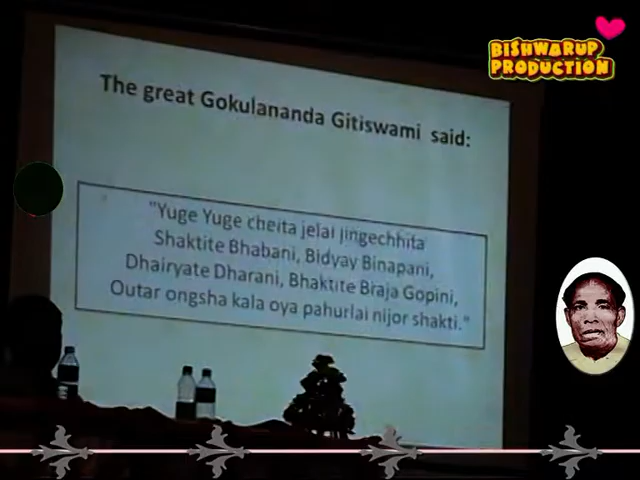 BISHWARUP
PRODUCTION
The great Gokulananda Gitiswami said:
"Yuge Yuge cheita jelai jingechhita
Shaktite Bhabani, Bidyay Binapani,
Dhairyate Dharani, Bhaktite Braja Gopini,
Outar ongsha kala oya pahurlai nijor shakti."